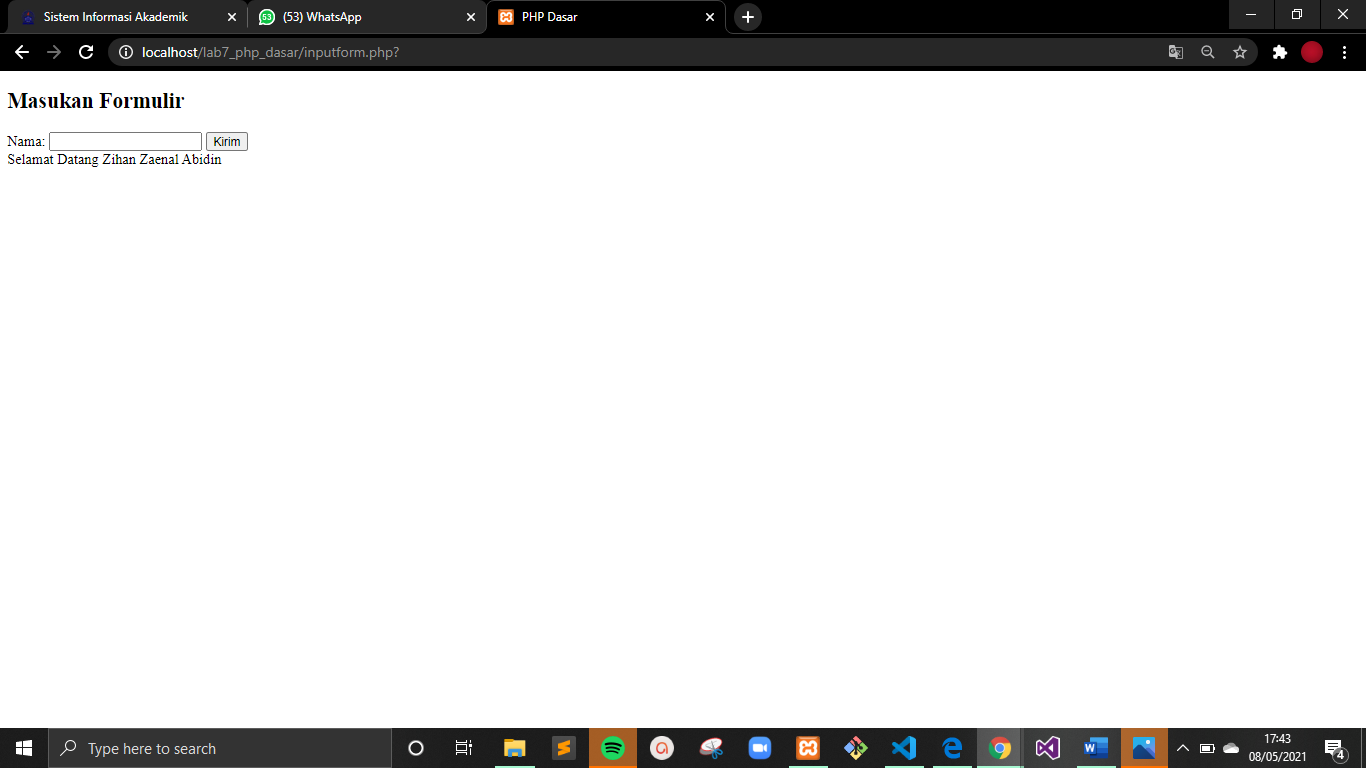 Sistem Informasi Akademik
53
(53) WhatsApp
PHP Dasar
localhost/lab7_php_dasar/inputform.php?
Masukan Formulir
Nama: Kirim
Selamat Datang Zihan Zaenal Abidin
Type here to search
17:43
08/05/2021
4